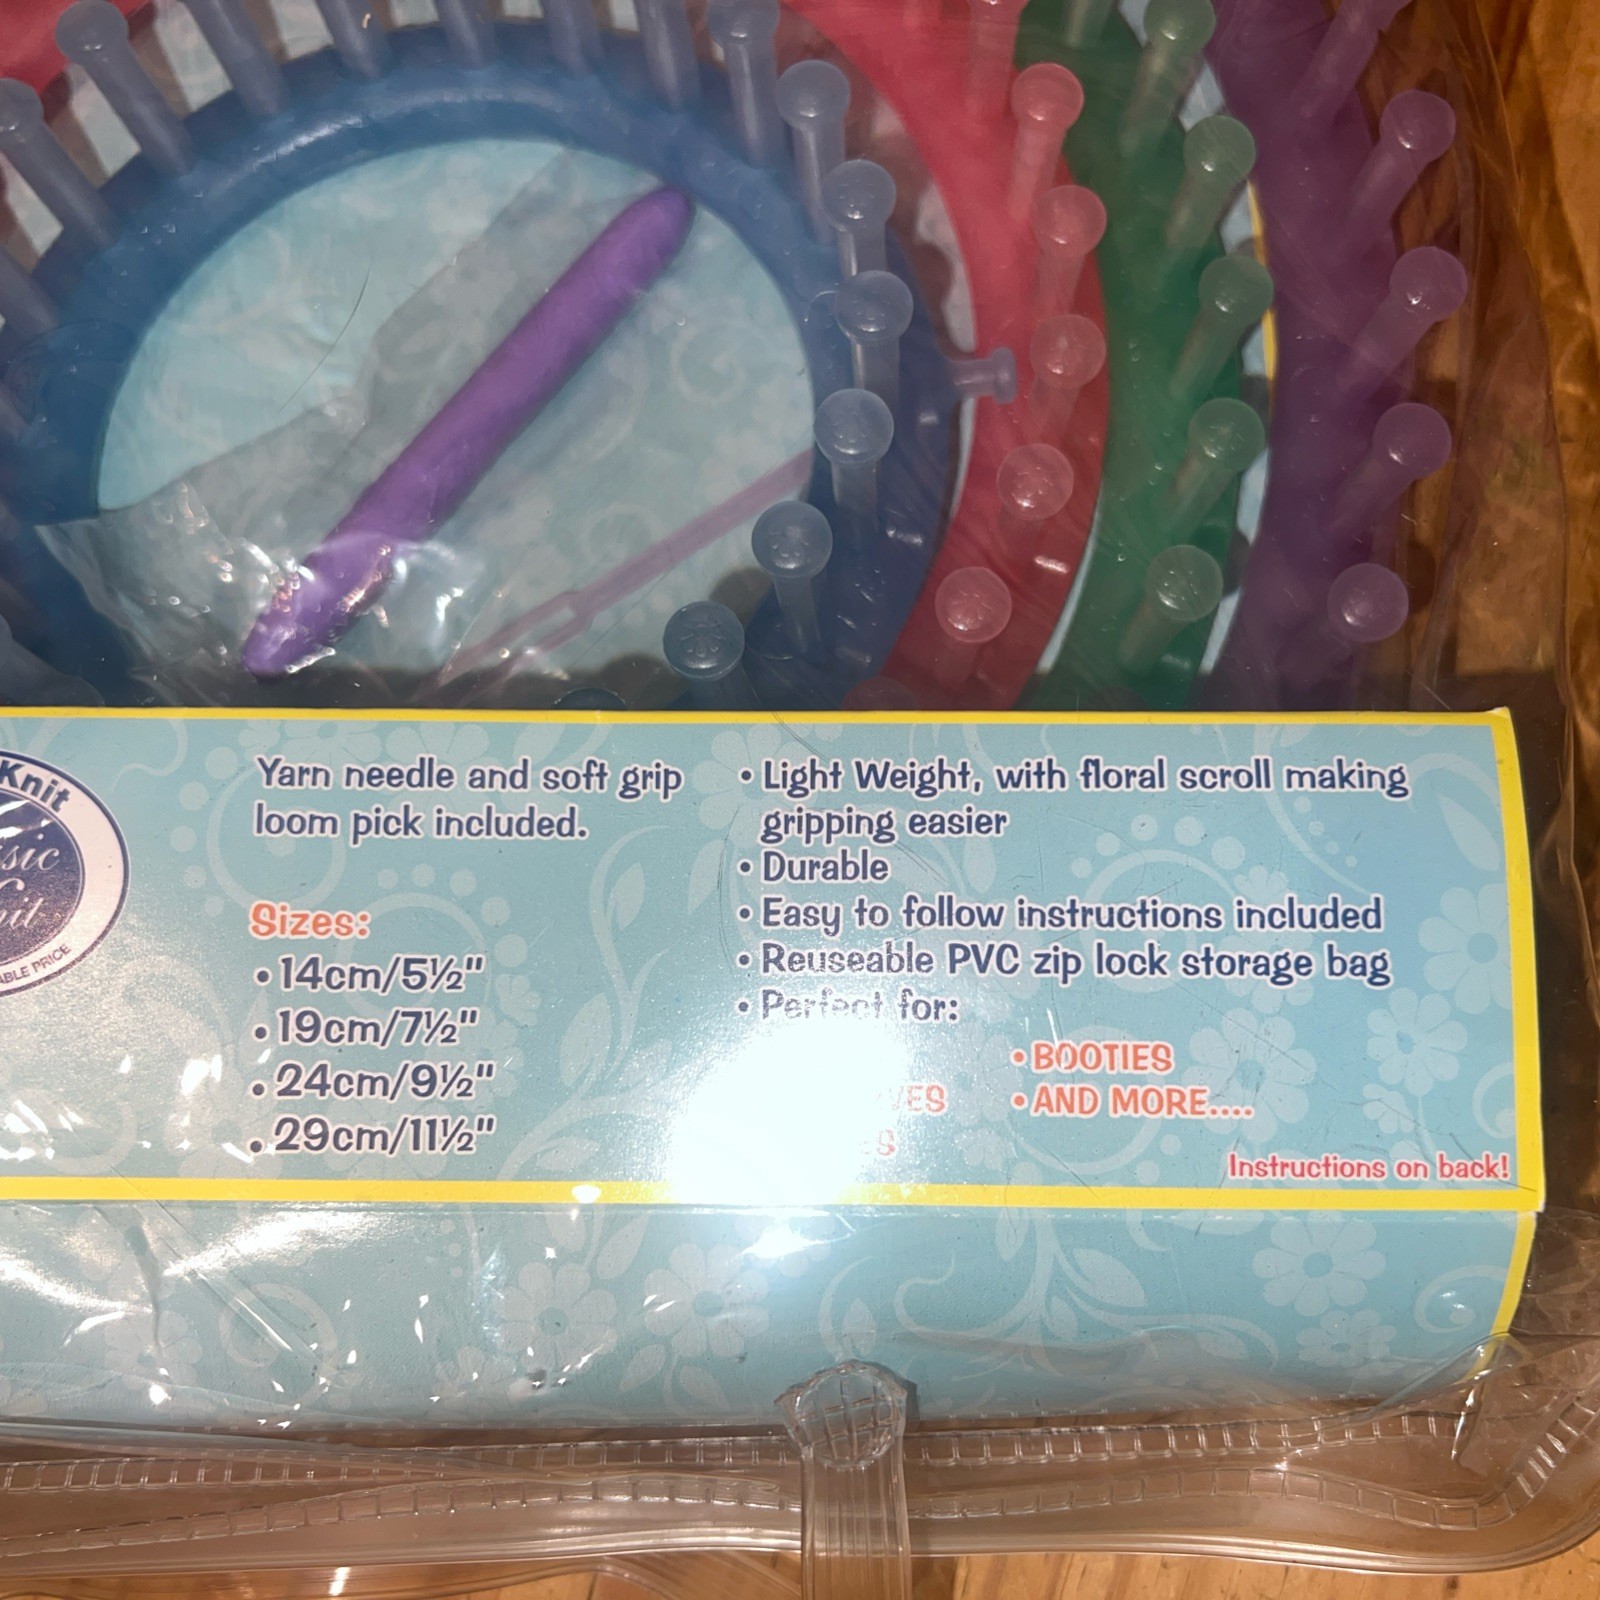 Knit
ABLE PRICE
Yarn needle and soft grip
loom pick included.
Sizes:
• 14cm/5½"
• 19cm/7½"
• 24cm/9½"
• 29cm/11½"
• Light Weight, with floral scroll making
gripping easier
• Durable
• Easy to follow instructions included
• Reuseable PVC zip lock storage bag
• Perfect for:
• BOOTIES
• AND MORE....
Instructions on back!